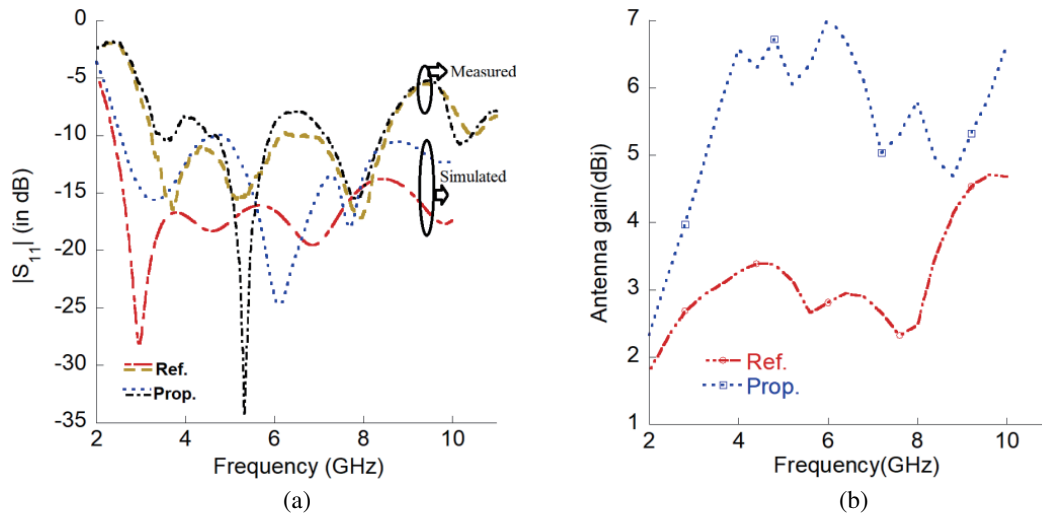 0
-5
-10
-15
-20
-25
-30
-35
|S11| (in dB)
Measured
Simulated
Ref.
Prop.
2 4 6 8 10
Frequency (GHz)
(a)
7
6
5
4
3
2
1
Antenna gain(dBi)
Ref.
Prop.
2 4 6 8 10
Frequency(GHz)
(b)